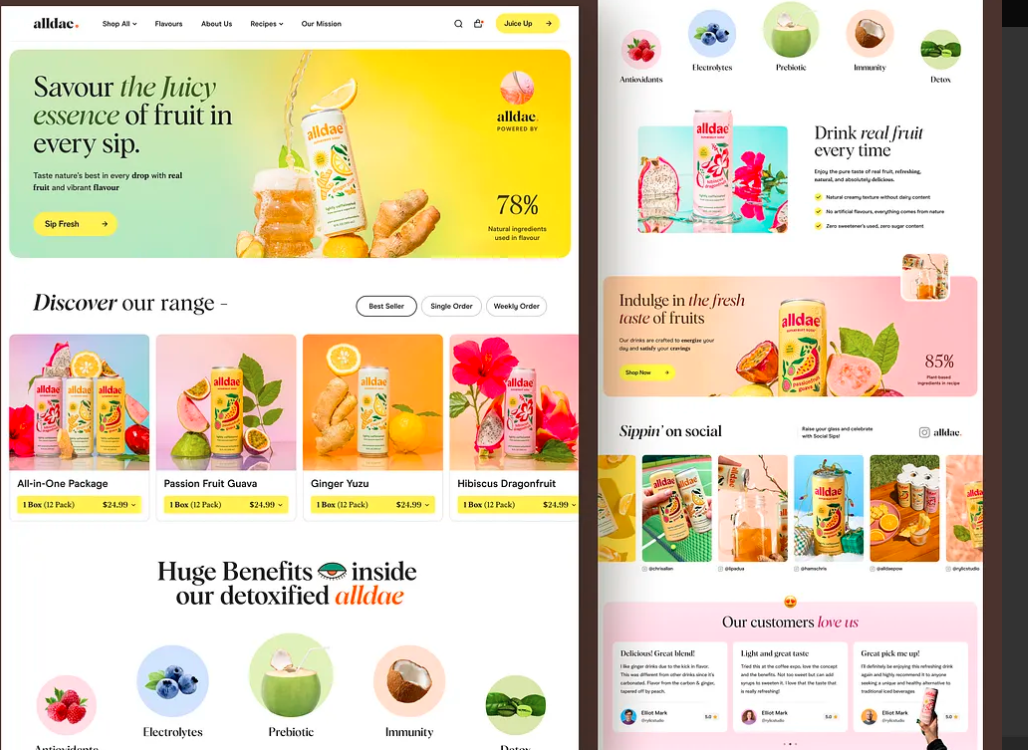 alldae.
Shop All
Flavours
About Us
Recipes
Our Mission
Juice Up
Savour the Juicy
essence of fruit in
every sip.
Taste nature's best in every drop with real
fruit and vibrant flavour
Sip Fresh
alldae
alldae.
POWERED BY
78%
Natural ingredients
used in flavour
Discover our range -
Best Seller
Single Order
Weekly Order
alldae
alldae
alldae
alldae
alldae
alldae
All-in-One Package
1 Box (12 Pack) $24.99
Passion Fruit Guava
1 Box (12 Pack) $24.99
Ginger Yuzu
1 Box (12 Pack) $24.99
Hibiscus Dragonfruit
1 Box (12 Pack) $24.99
Huge Benefits inside
our detoxified alldae
Antioxidants
Electrolytes
Prebiotic
Immunity
Detox
Antioxidants
Electrolytes
Prebiotic
Immunity
Detox
alldae
Drink real fruit
every time
Enjoy the pure taste of real fruit, refreshing,
natural, and absolutely delicious.
Natural creamy texture without dairy content
No artificial flavours, everything comes from nature
Zero sweetener's used, zero sugar content
Indulge in the fresh
taste of fruits
Our drinks are crafted to energise your
day and satisfy your cravings
Shop Now
alldae
85%
Plant based
ingredients in recipe
Sippin' on social
Raise your glass and celebrate
with Social Sips!
alldae.
@chrisallen
@lipadua
@hamschris
@alldaepow
@rylicstudio
Our customers love us
Delicious! Great blend!
I like ginger drinks due to the kick in flavor.
This was different from other drinks since it's
carbonated. Flavor from the carbon & ginger,
tapered off by peach.
Elliot Mark
@rylicstudio
5.0
Light and great taste
Tried this at the coffee expo, love the concept
and the benefits. Not too sweet but can add
syrups to sweeten it. I love that the taste that
is really refreshing!
Elliot Mark
@rylicstudio
5.0
Great pick me up!
I'll definitely be enjoying this refreshing drink
again and highly recommend it to anyone
seeking a unique and healthy alternative to
traditional iced beverages
Elliot Mark
@rylicstudio
5.0